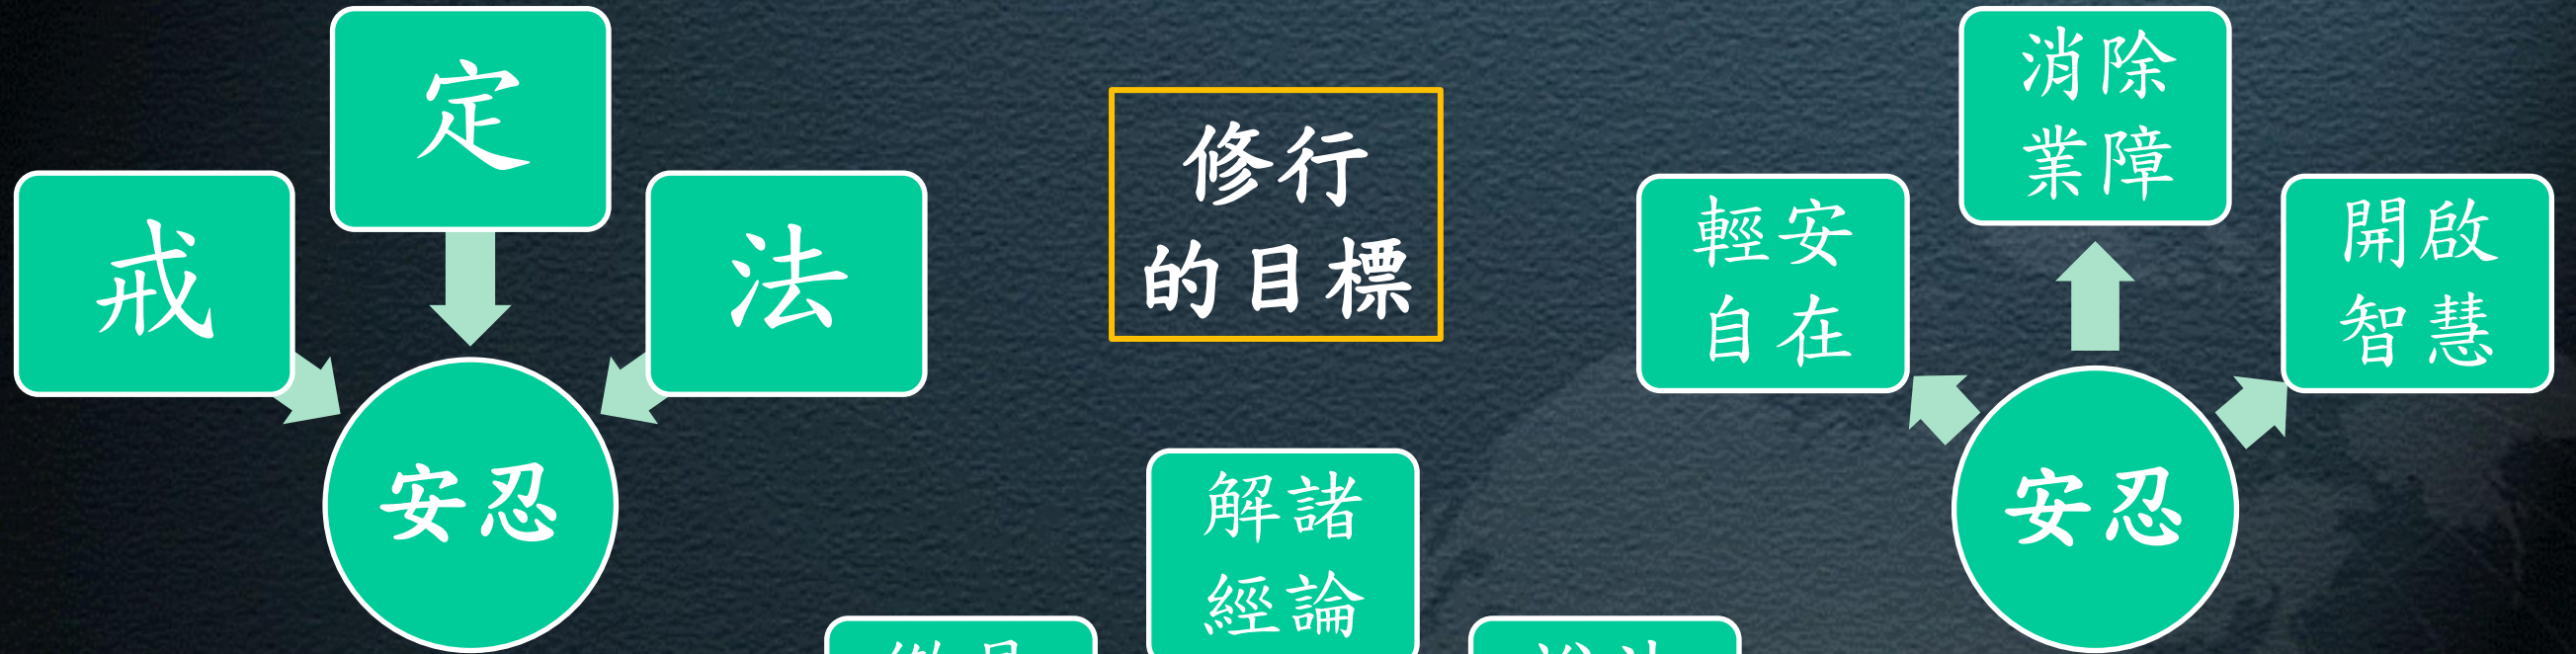 定
戒
法
安忍
修行
的目標
消除
業障
輕安
自在
開啟
智慧
安忍
解諸
經論